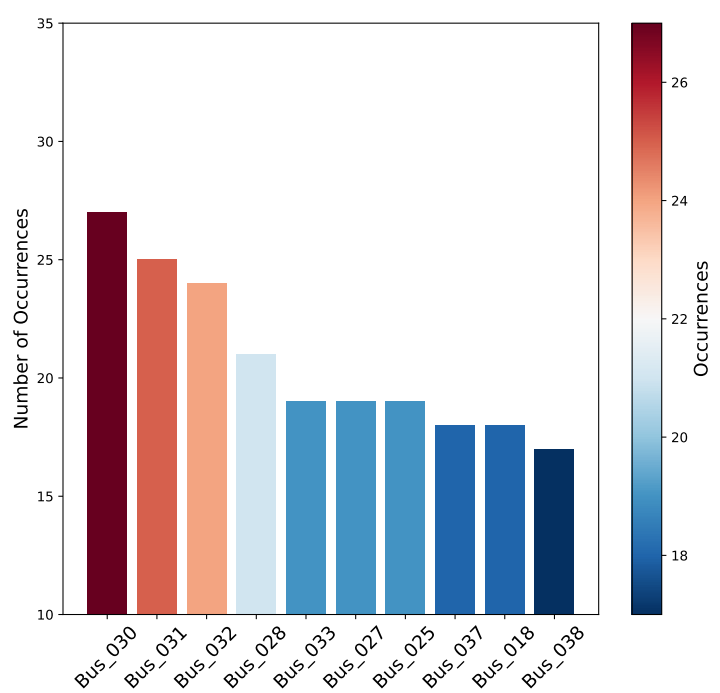 35
30
25
20
15
10
Number of Occurrences
Bus_030
Bus_031
Bus_032
Bus_028
Bus_033
Bus_027
Bus_025
Bus_037
Bus_018
Bus_038
26
24
22
20
18
Occurrences